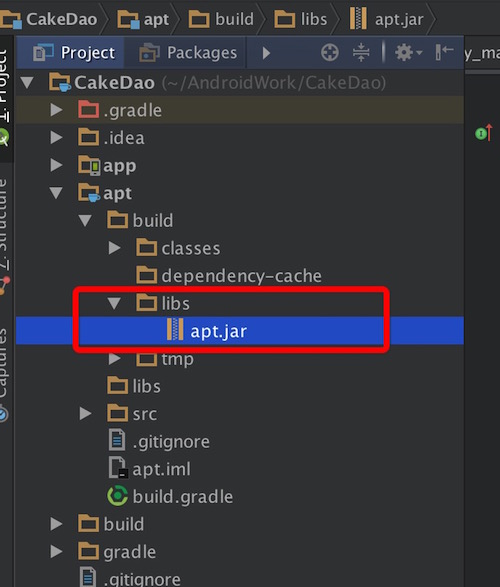 CakeDao apt build libs apt.jar
Project Packages
y_ma
1: Project
CakeDao (~/AndroidWork/CakeDao)
.gradle
.idea
app
apt
build
classes
dependency-cache
libs
apt.jar
tmp
libs
src
.gitignore
apt.iml
build.gradle
build
gradle
.gitignore
7: Structure
Captures